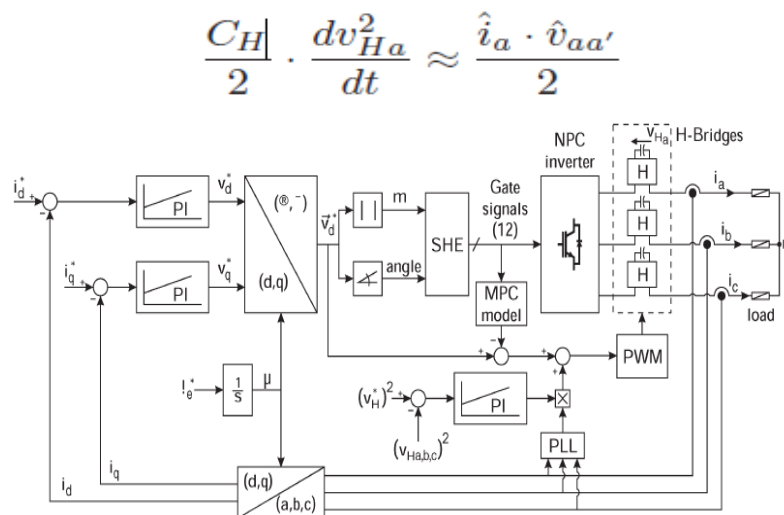 C_H/2 · dv²_Ha/dt ≈ î_a · v̂_aa′/2
v_Ha H-Bridges
NPC inverter
i_d* + - PI v_d* (®,¯) (d,q) v⃗_d* | | m angle SHE Gate signals (12) H H H i_a i_b i_c n load
i_q* + - PI v_q*
MPC model
PWM
!_e* 1/s µ
(v_H*)² + - PI × PLL
(v_Ha,b,c)²
i_q i_d (d,q) (a,b,c)